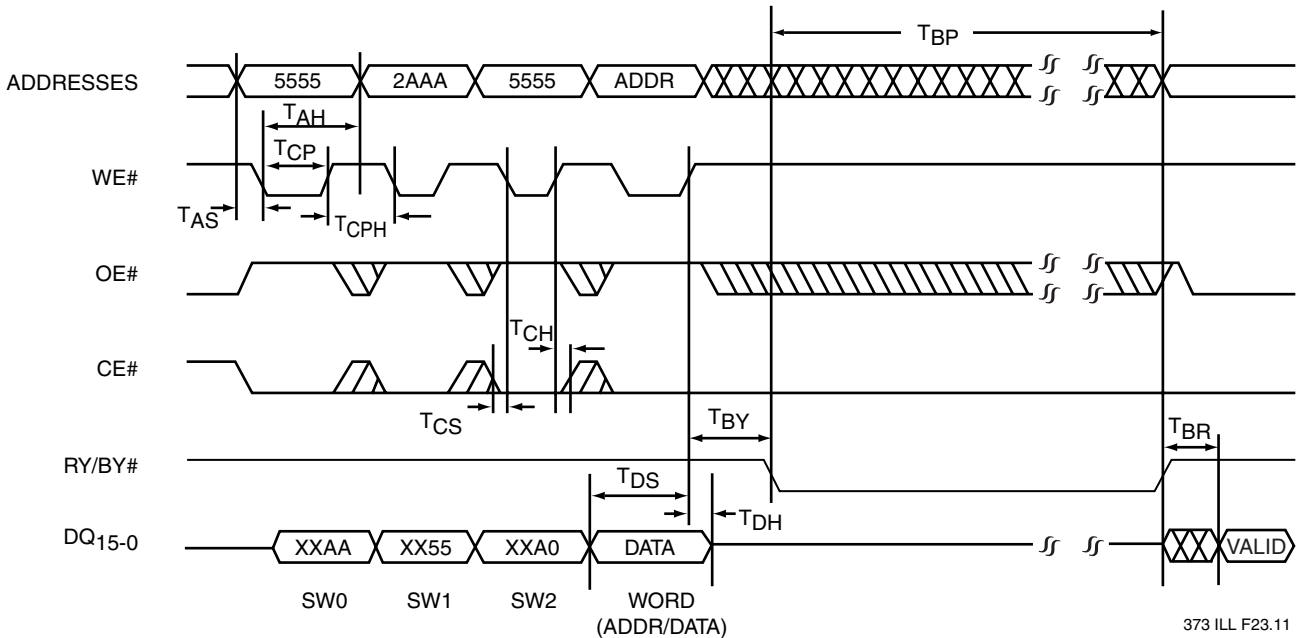 TBP
ADDRESSES 5555 2AAA 5555 ADDR
TAH
TCP
WE#
TAS TCPH
OE#
TCH
CE#
TCS TBY TBR
RY/BY#
TDS
TDH
DQ15-0 XXAA XX55 XXA0 DATA VALID
SW0 SW1 SW2 WORD
(ADDR/DATA)
373 ILL F23.11